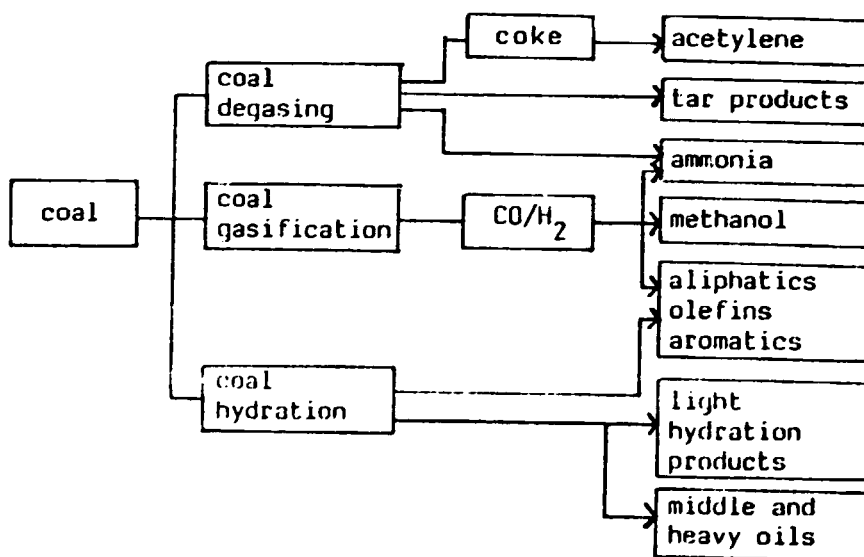 coke
acetylene
coal
degasing
tar products
ammonia
coal
coal
gasification
CO/H2
methanol
aliphatics
olefins
aromatics
coal
hydration
light
hydration
products
middle and
heavy oils